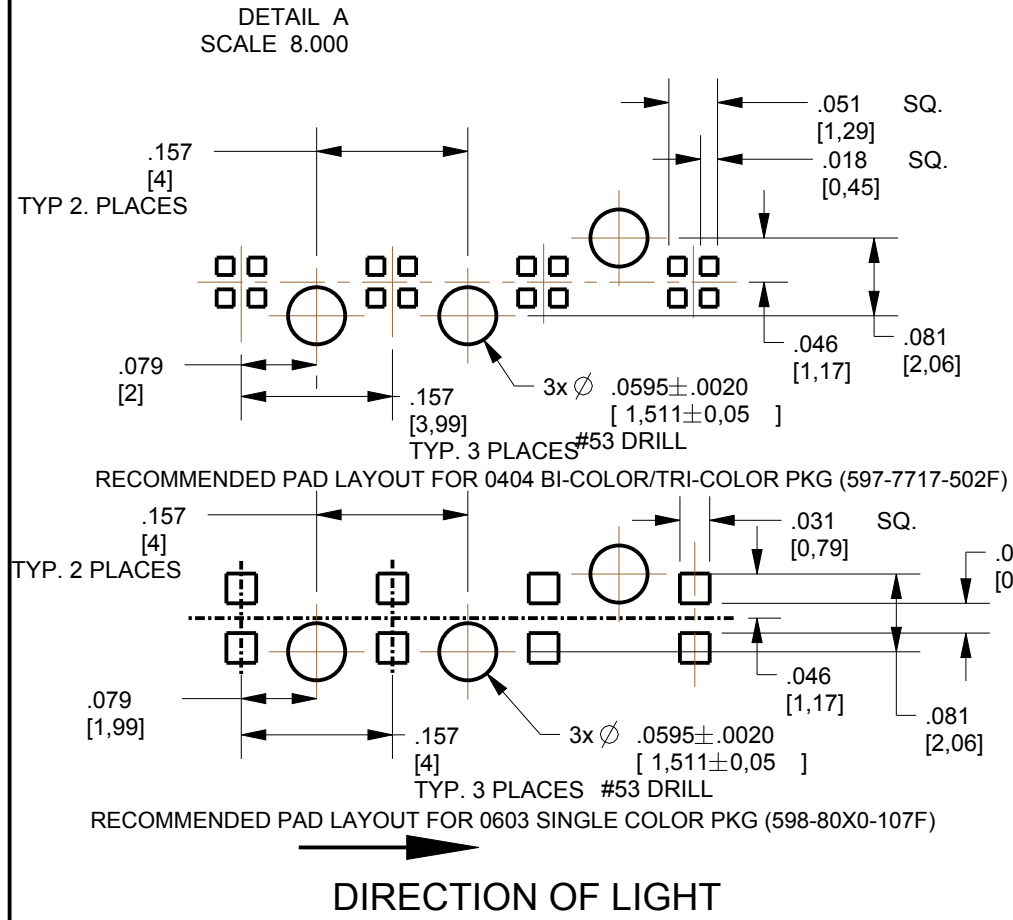 DETAIL A
SCALE 8.000
.051 SQ.
[1,29]
.018 SQ.
[0,45]
.157
[4]
TYP 2. PLACES
.079
[2]
.157
[3,99]
TYP. 3 PLACES
3x ∅ .0595±.0020
[ 1,511±0,05 ]
#53 DRILL
.046
[1,17]
.081
[2,06]
RECOMMENDED PAD LAYOUT FOR 0404 BI-COLOR/TRI-COLOR PKG (597-7717-502F)
.157
[4]
TYP. 2 PLACES
.031 SQ.
[0,79]
.0
[0
.079
[1,99]
.157
[4]
TYP. 3 PLACES
3x ∅ .0595±.0020
[ 1,511±0,05 ]
#53 DRILL
.046
[1,17]
.081
[2,06]
RECOMMENDED PAD LAYOUT FOR 0603 SINGLE COLOR PKG (598-80X0-107F)
DIRECTION OF LIGHT